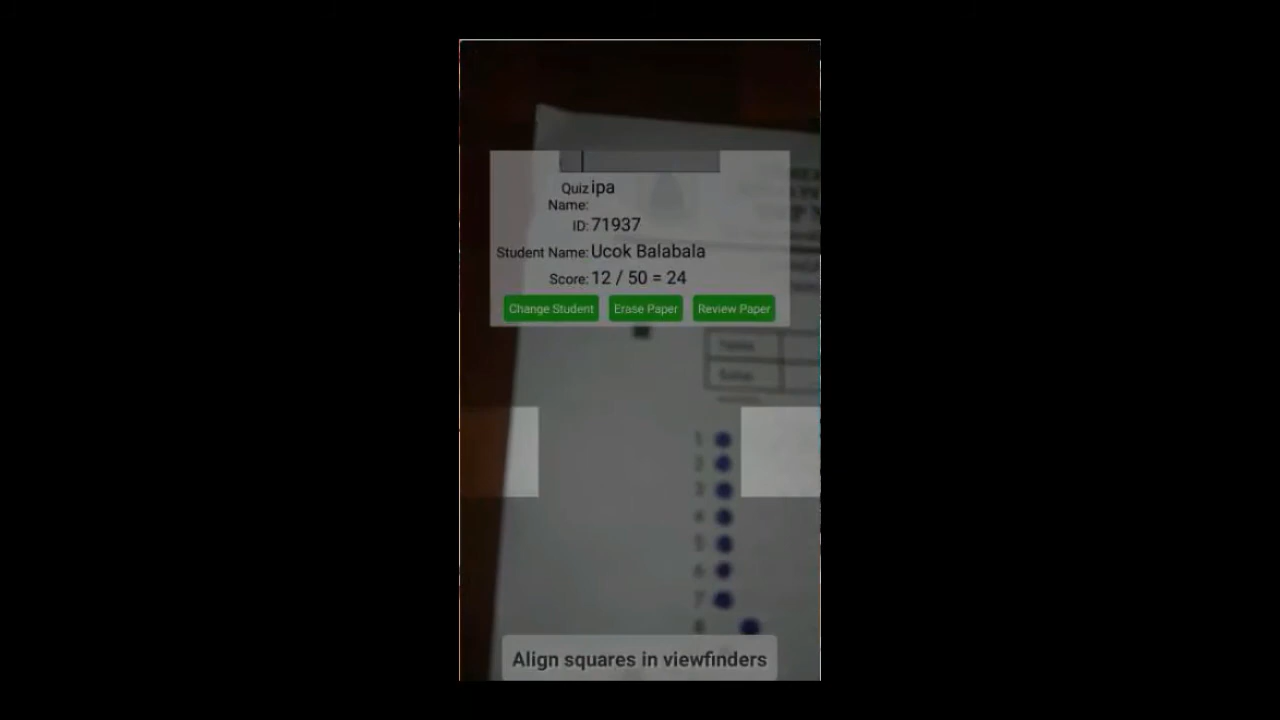 Quiz ipa
Name:
ID: 71937
Student Name: Ucok Balabala
Score: 12 / 50 = 24
Change Student Erase Paper Review Paper
1
2
3
4
5
6
7
8
Align squares in viewfinders